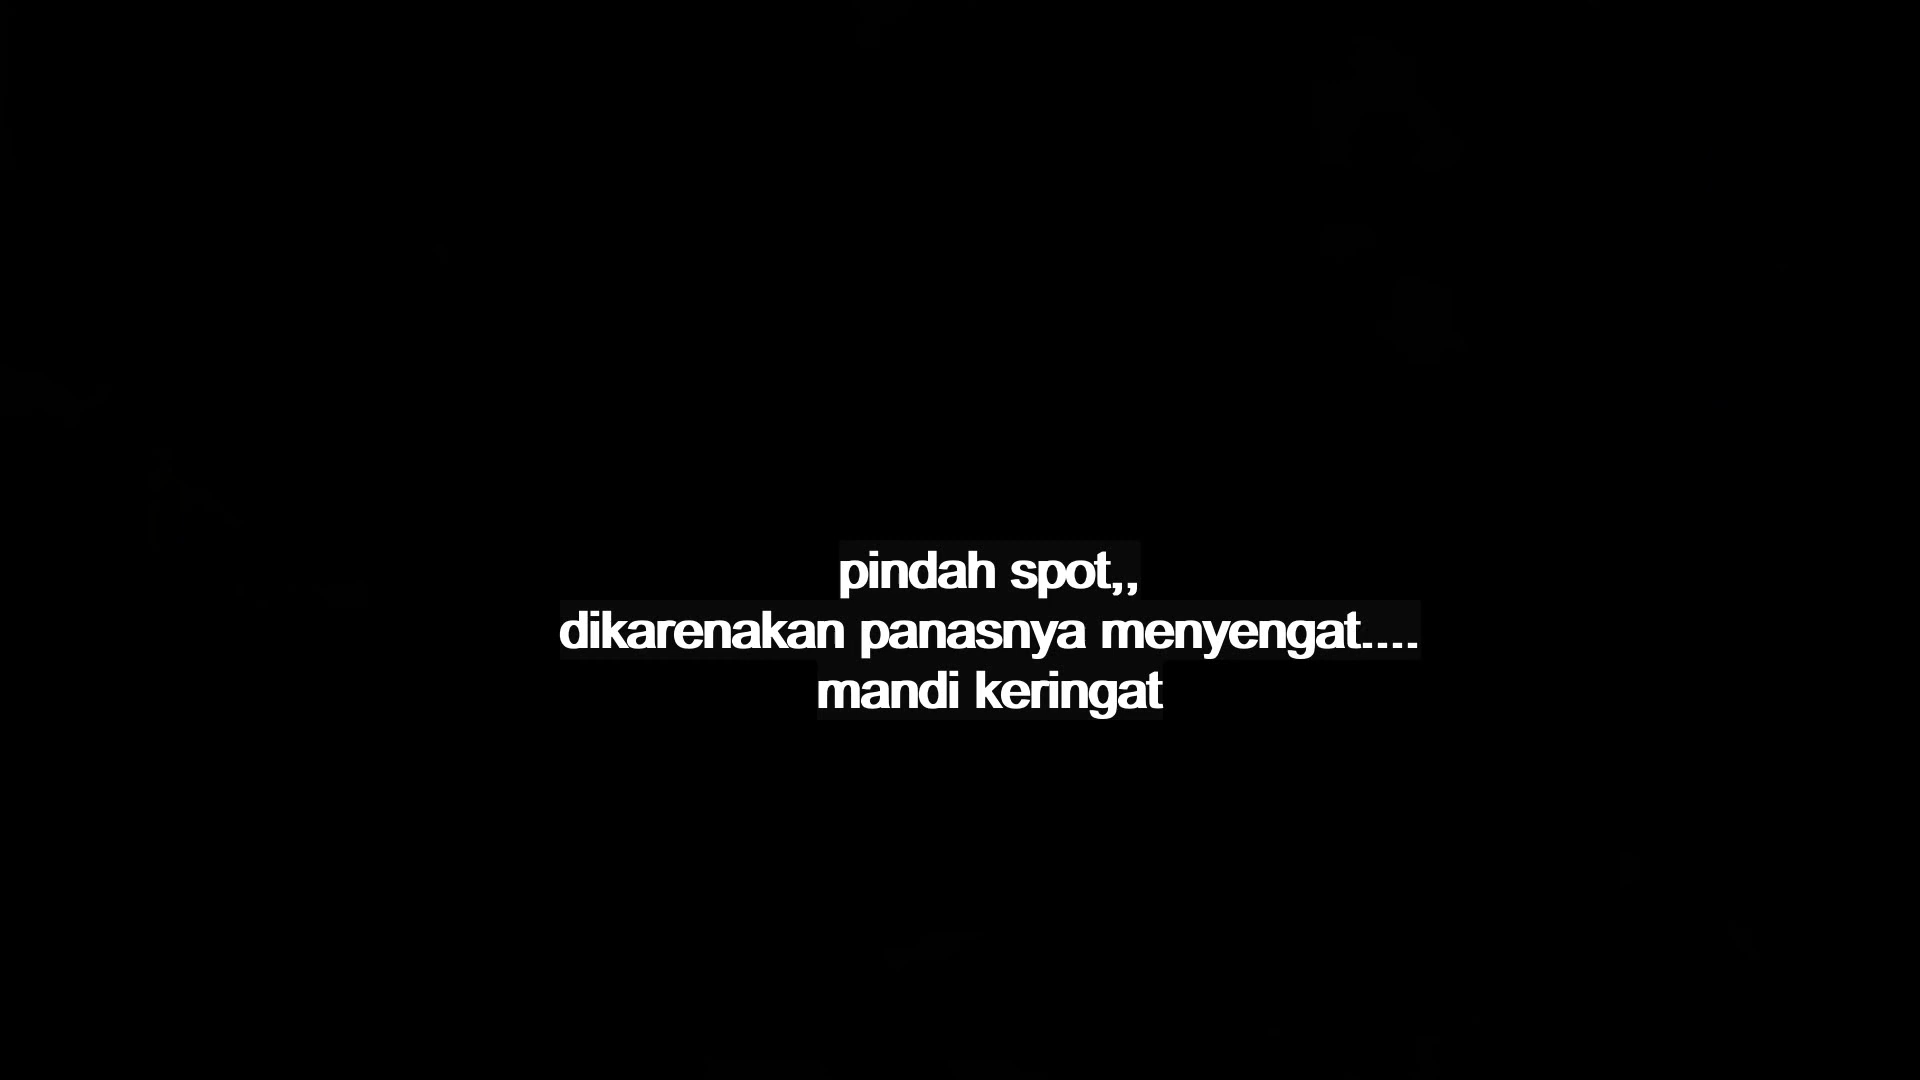 pindah spot,,
dikarenakan panasnya menyengat....
mandi keringat